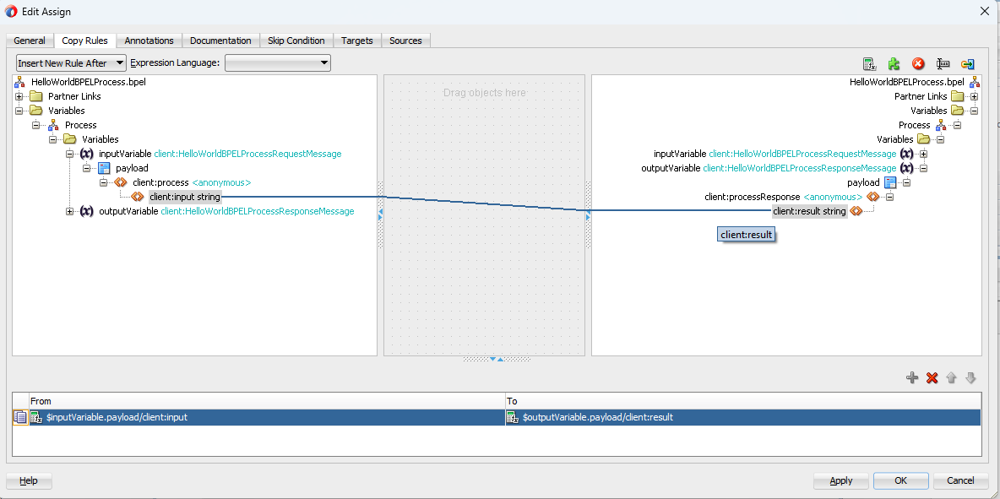 Edit Assign
General Copy Rules Annotations Documentation Skip Condition Targets Sources
Insert New Rule After Expression Language:
HelloWorldBPELProcess.bpel
Partner Links
Variables
Process
Variables
inputVariable client:HelloWorldBPELProcessRequestMessage
payload
client:process <anonymous>
client:input string
outputVariable client:HelloWorldBPELProcessResponseMessage
Drag objects here
HelloWorldBPELProcess.bpel
Partner Links
Variables
Process
Variables
inputVariable client:HelloWorldBPELProcessRequestMessage
outputVariable client:HelloWorldBPELProcessResponseMessage
payload
client:processResponse <anonymous>
client:result string
client:result
From To
$inputVariable.payload/client:input $outputVariable.payload/client:result
Help Apply OK Cancel